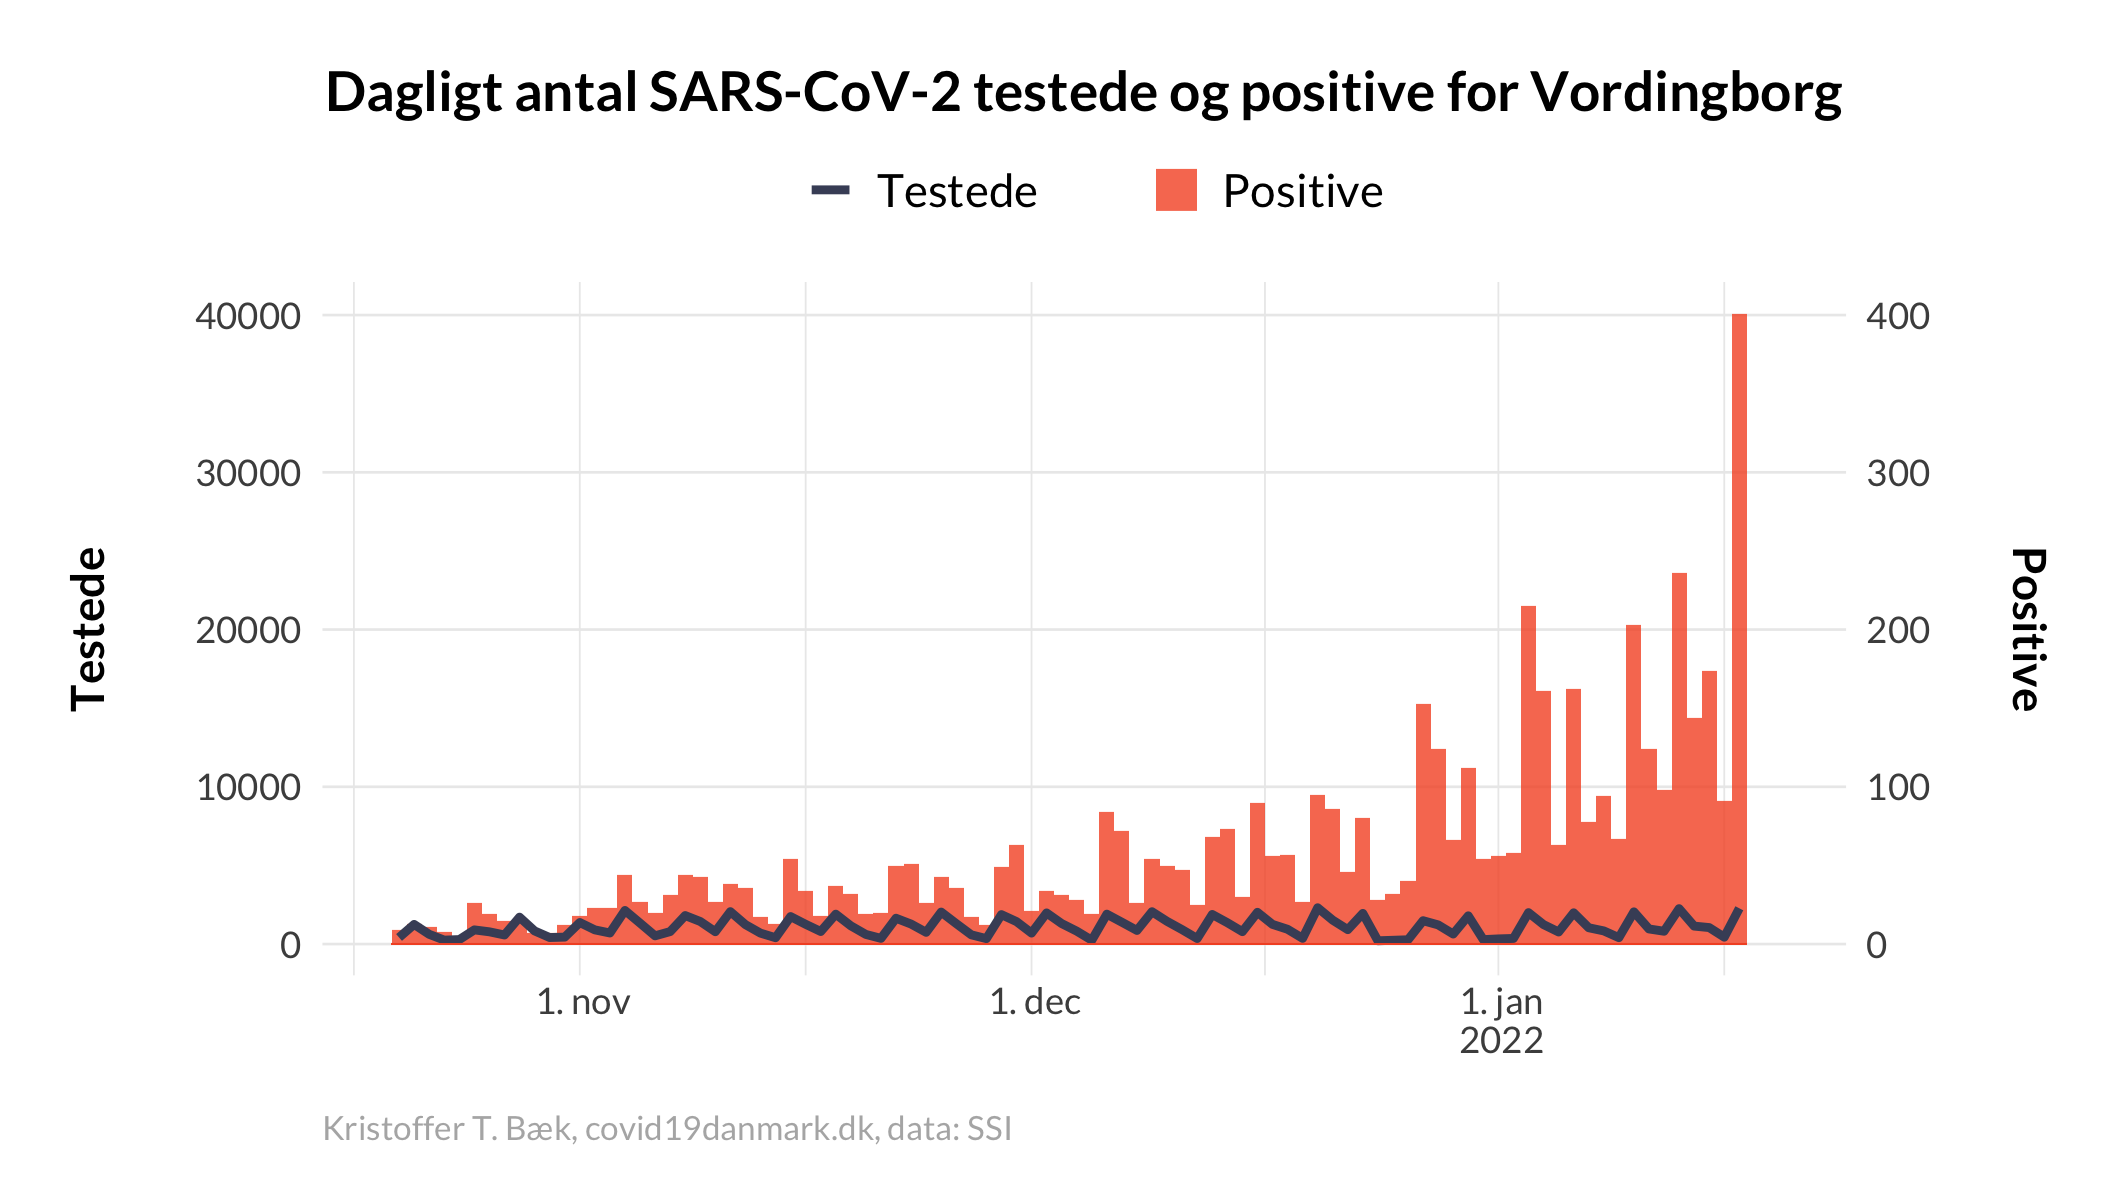 Dagligt antal SARS-CoV-2 testede og positive for Vordingborg
Testede
Positive
40000
30000
20000
10000
0
Testede
400
300
200
100
0
Positive
1. nov
1. dec
1. jan
2022
Kristoffer T. Bæk, covid19danmark.dk, data: SSI